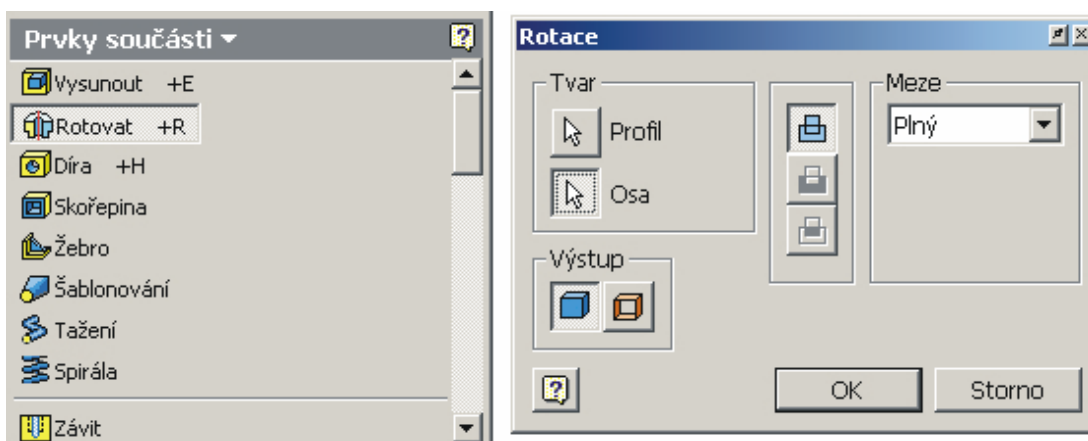 Prvky součásti
Vysunout +E
Rotovat +R
Díra +H
Skořepina
Žebro
Šablonování
Tažení
Spirála
Závit
Rotace
Tvar
Profil
Osa
Výstup
Meze
Plný
OK
Storno